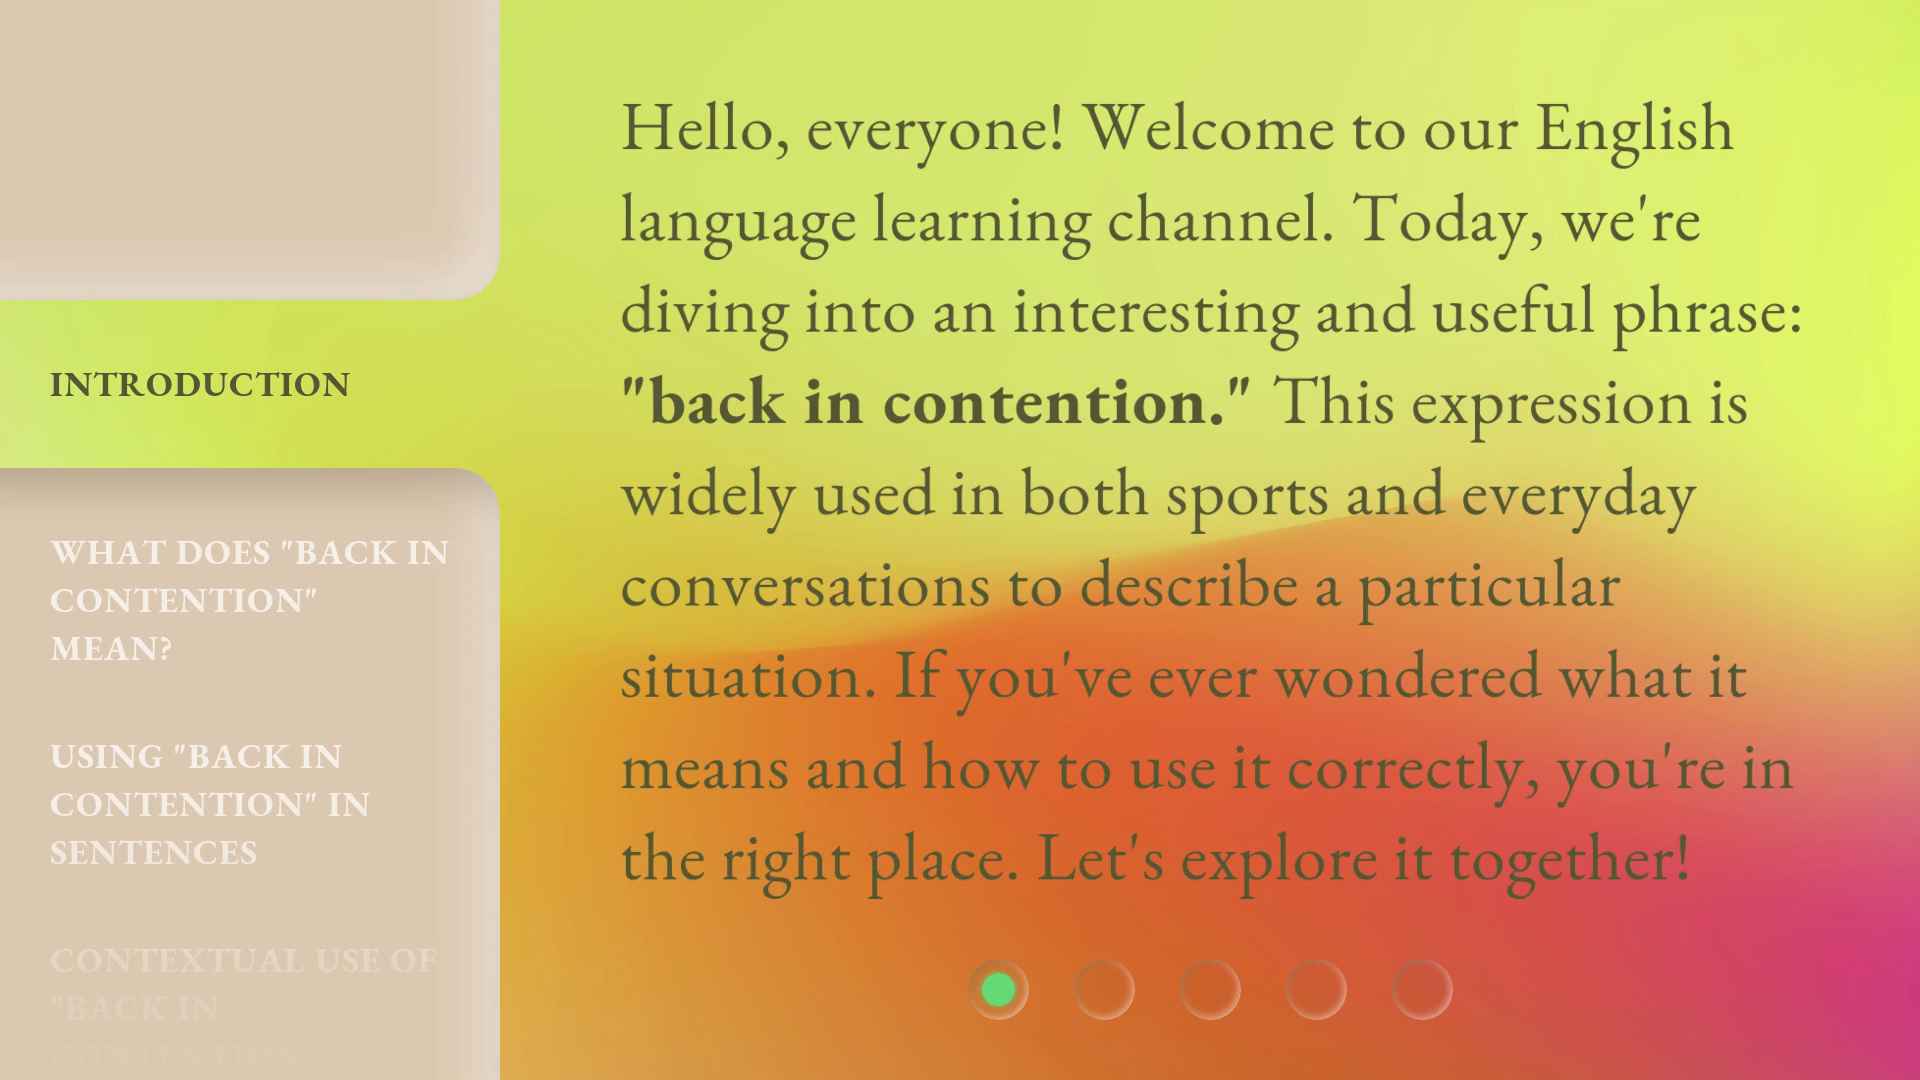 INTRODUCTION
WHAT DOES "BACK IN
CONTENTION"
MEAN?
USING "BACK IN
CONTENTION" IN
SENTENCES
CONTEXTUAL USE OF
"BACK IN
CONTENTION"
Hello, everyone! Welcome to our English
language learning channel. Today, we're
diving into an interesting and useful phrase:
"back in contention." This expression is
widely used in both sports and everyday
conversations to describe a particular
situation. If you've ever wondered what it
means and how to use it correctly, you're in
the right place. Let's explore it together!